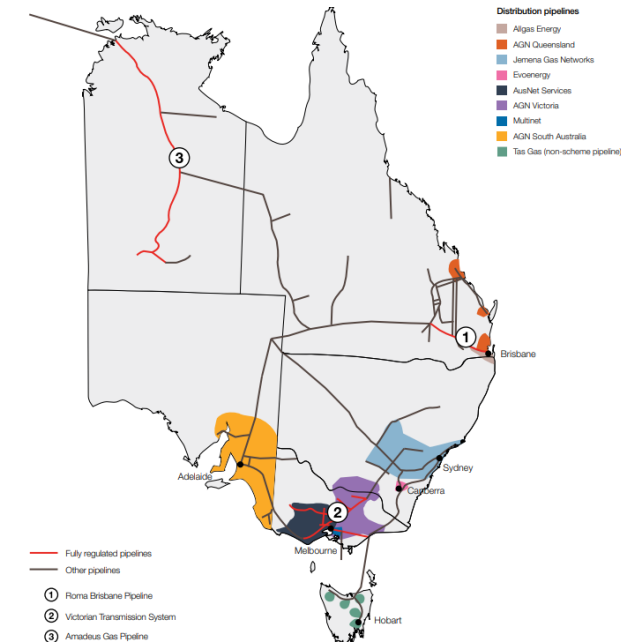 Distribution pipelines
Allgas Energy
AGN Queensland
Jemena Gas Networks
Evoenergy
AusNet Services
AGN Victoria
Multinet
AGN South Australia
Tas Gas (non-scheme pipeline)
3
1
Brisbane
Sydney
Adelaide
Canberra
2
Melbourne
Hobart
Fully regulated pipelines
Other pipelines
1 Roma Brisbane Pipeline
2 Victorian Transmission System
3 Amadeus Gas Pipeline